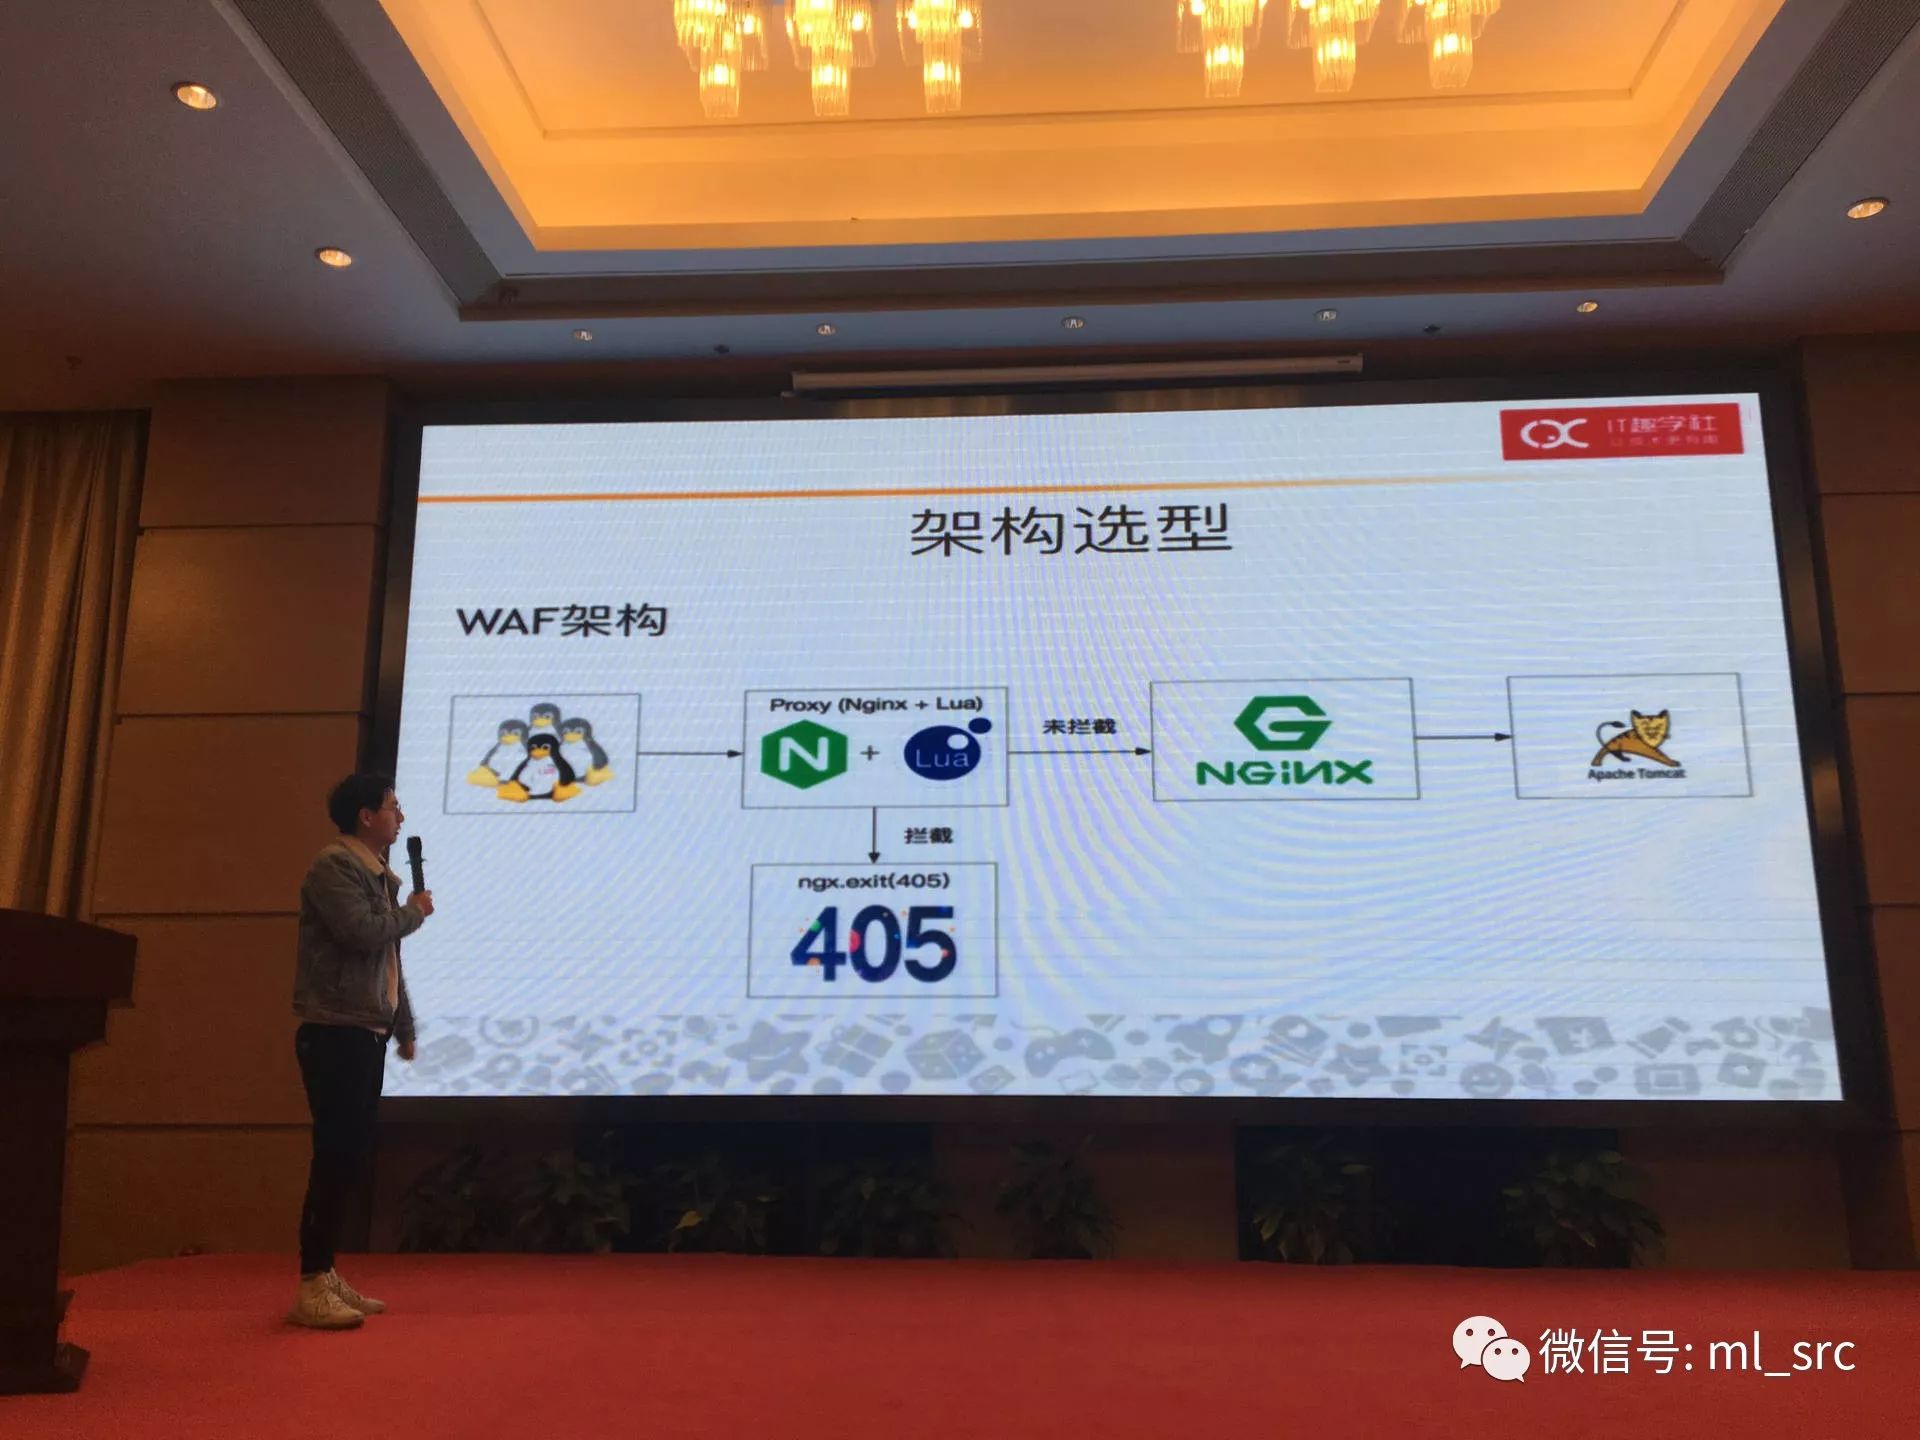 IT趣学社
架构选型
WAF架构
Proxy (Nginx + Lua)
N + Lua
未拦截
NGiNX
Apache Tomcat
拦截
ngx.exit(405)
405
微信号: ml_src